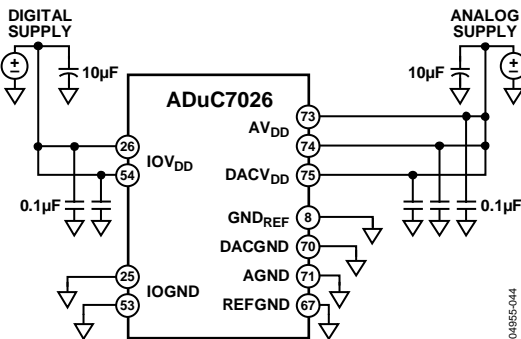 DIGITAL
SUPPLY
ANALOG
SUPPLY
10µF
10µF
ADuC7026
26
54
IOVDD
0.1µF
25
53
IOGND
73
74
AVDD
DACVDD 75
0.1µF
GNDREF 8
DACGND 70
AGND 71
REFGND 67
04955-044